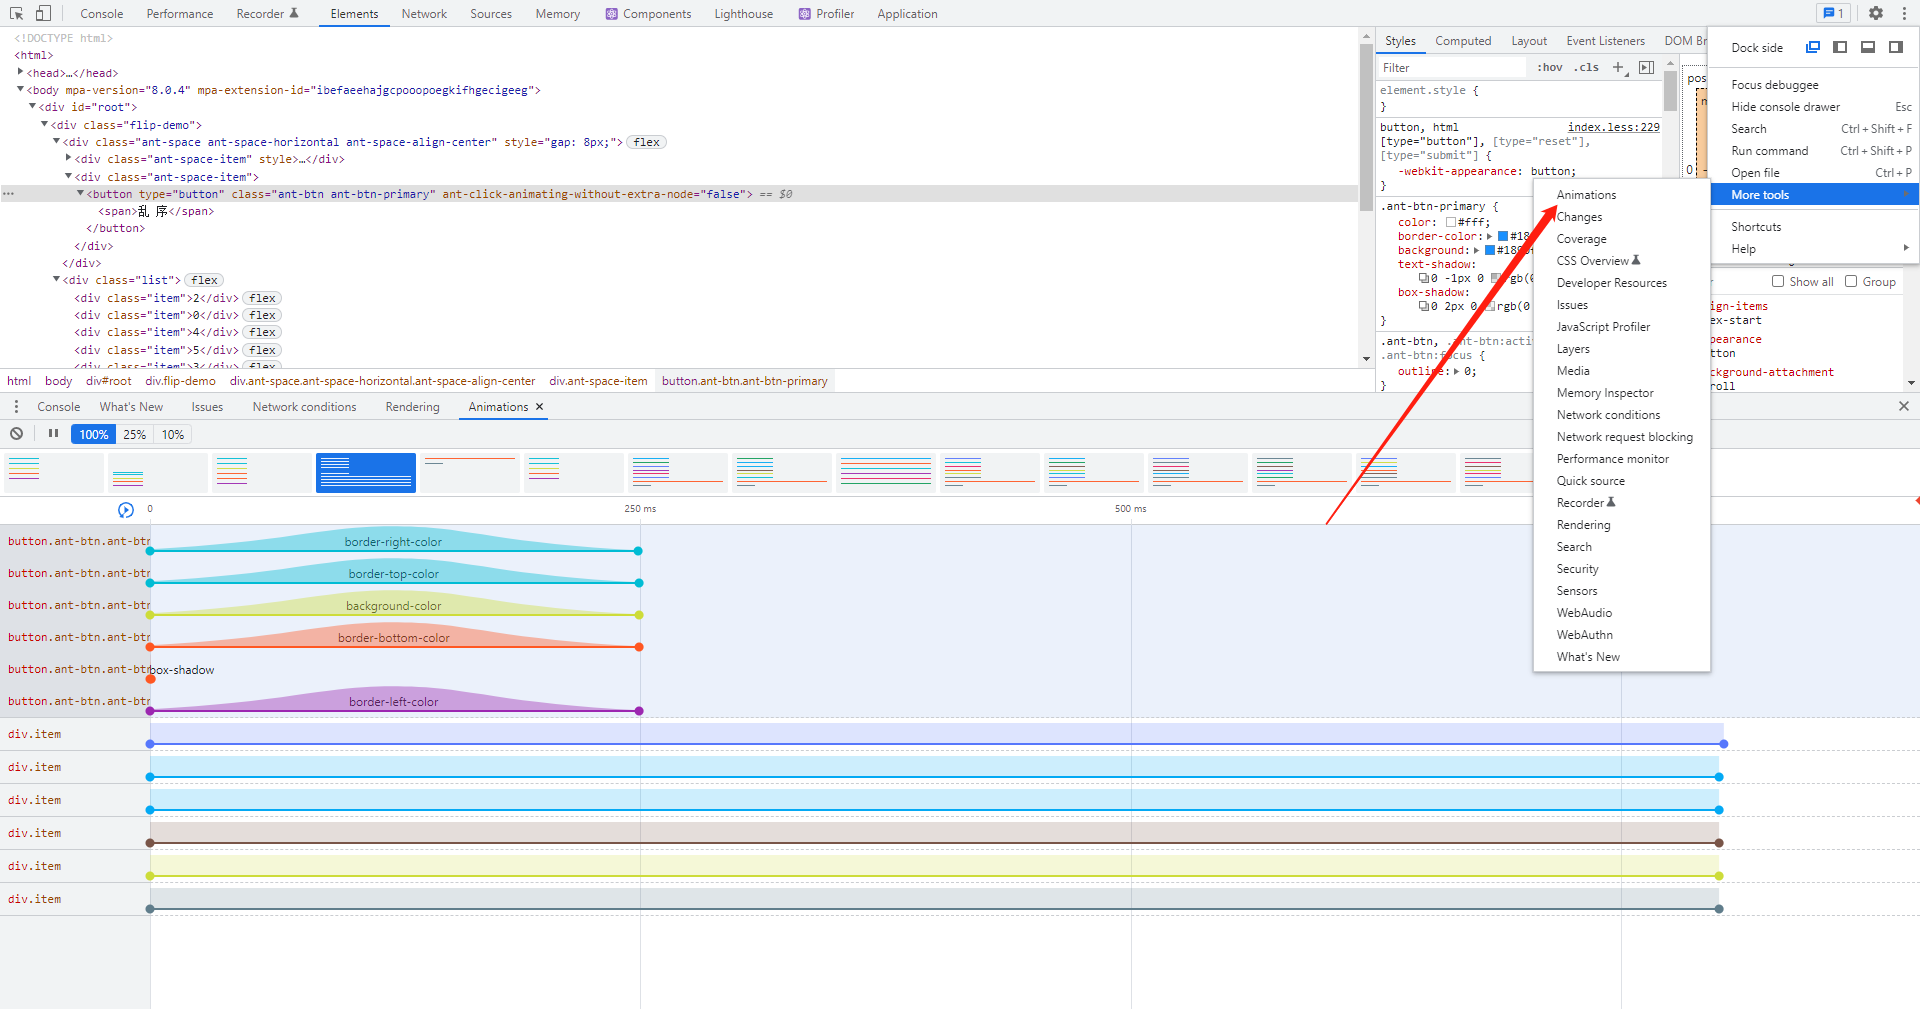 Console Performance Recorder Elements Network Sources Memory Components Lighthouse Profiler Application 1
<!DOCTYPE html>
<html>
<head>…</head>
<body mpa-version="8.0.4" mpa-extension-id="ibefaeehajgcpooopoegkifhgecigeeg">
<div id="root">
<div class="flip-demo">
<div class="ant-space ant-space-horizontal ant-space-align-center" style="gap: 8px;"> flex
<div class="ant-space-item" style>…</div>
<div class="ant-space-item">
<button type="button" class="ant-btn ant-btn-primary" ant-click-animating-without-extra-node="false"> == $0
<span>乱 序</span>
</button>
</div>
</div>
<div class="list"> flex
<div class="item">2</div> flex
<div class="item">0</div> flex
<div class="item">4</div> flex
<div class="item">5</div> flex
<div class="item">3</div> flex
html body div#root div.flip-demo div.ant-space.ant-space-horizontal.ant-space-align-center div.ant-space-item button.ant-btn.ant-btn-primary
Styles Computed Layout Event Listeners DOM Br
Filter :hov .cls +
element.style {
}
button, html index.less:229
[type="button"], [type="reset"],
[type="submit"] {
-webkit-appearance: button;
}
.ant-btn-primary {
color: #fff;
border-color: #18
background: #189
text-shadow:
0 -1px 0 rgb(0
box-shadow:
0 2px 0 rgb(0
}
.ant-btn, .ant-btn:acti
.ant-btn:focus {
outline: 0;
}
pos
m
0
-
Show all Group
ign-items
ex-start
pearance
tton
ckground-attachment
roll
Dock side
Focus debuggee
Hide console drawer Esc
Search Ctrl + Shift + F
Run command Ctrl + Shift + P
Open file Ctrl + P
More tools
Shortcuts
Help
Animations
Changes
Coverage
CSS Overview
Developer Resources
Issues
JavaScript Profiler
Layers
Media
Memory Inspector
Network conditions
Network request blocking
Performance monitor
Quick source
Recorder
Rendering
Search
Security
Sensors
WebAudio
WebAuthn
What's New
Console What's New Issues Network conditions Rendering Animations ×
100% 25% 10%
0 250 ms 500 ms
button.ant-btn.ant-btr border-right-color
button.ant-btn.ant-btr border-top-color
button.ant-btn.ant-btr background-color
button.ant-btn.ant-btr border-bottom-color
button.ant-btn.ant-btr box-shadow
button.ant-btn.ant-btr border-left-color
div.item
div.item
div.item
div.item
div.item
div.item